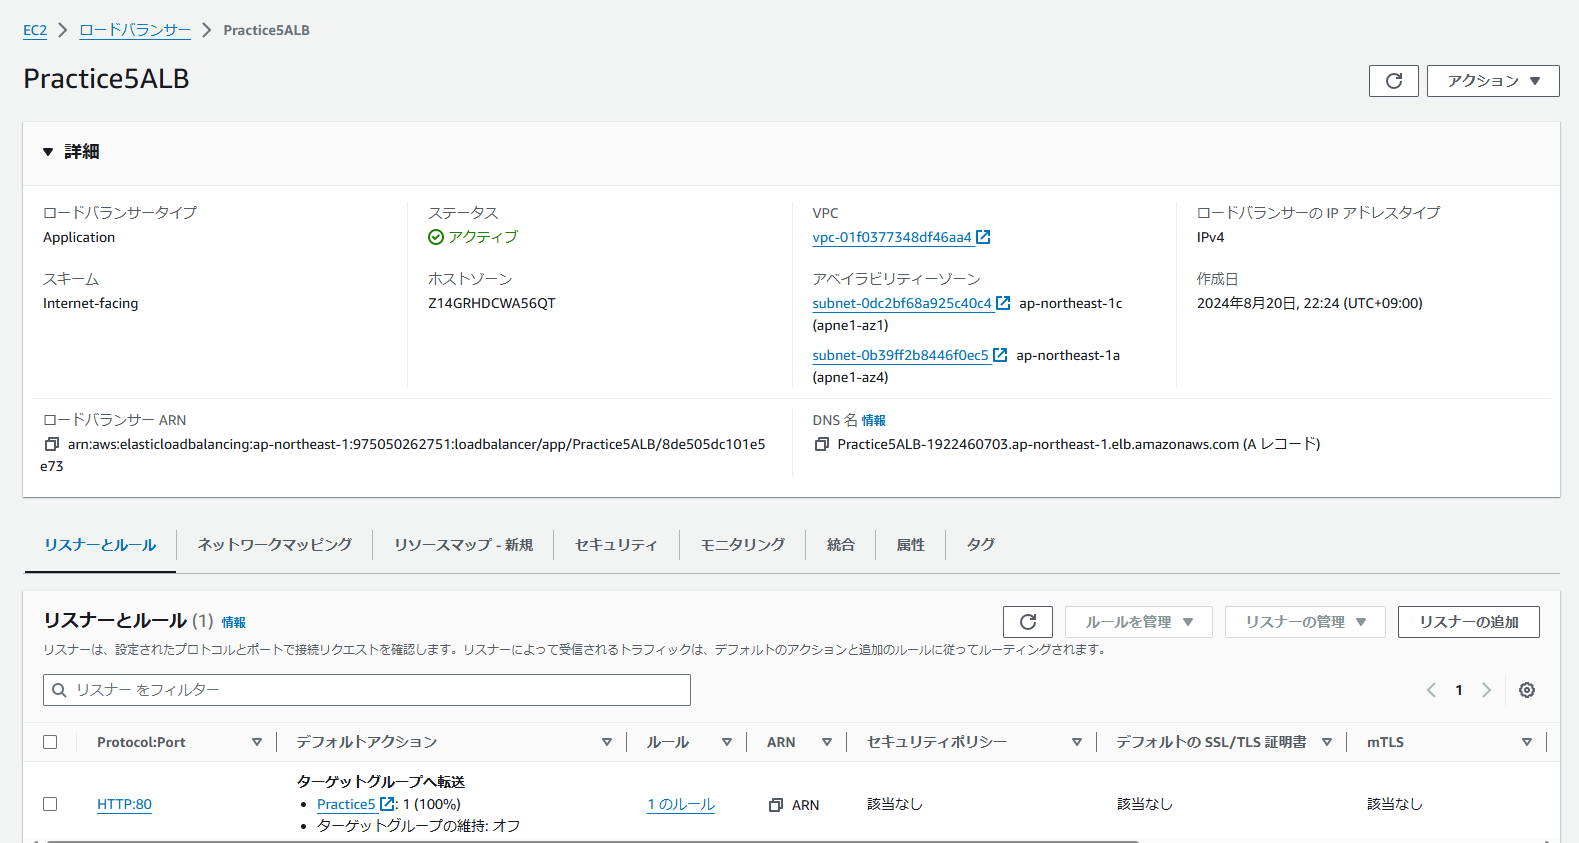 EC2 > ロードバランサー > Practice5ALB
Practice5ALB
アクション
詳細
ロードバランサータイプ
Application
ステータス
アクティブ
VPC
vpc-01f0377348df46aa4
ロードバランサーの IP アドレスタイプ
IPv4
スキーム
Internet-facing
ホストゾーン
Z14GRHDCWA56QT
アベイラビリティーゾーン
subnet-0dc2bf68a925c40c4 ap-northeast-1c
(apne1-az1)
subnet-0b39ff2b8446f0ec5 ap-northeast-1a
(apne1-az4)
作成日
2024年8月20日, 22:24 (UTC+09:00)
ロードバランサー ARN
arn:aws:elasticloadbalancing:ap-northeast-1:975050262751:loadbalancer/app/Practice5ALB/8de505dc101e5
e73
DNS 名 情報
Practice5ALB-1922460703.ap-northeast-1.elb.amazonaws.com (A レコード)
リスナーとルール ネットワークマッピング リソースマップ - 新規 セキュリティ モニタリング 統合 属性 タグ
リスナーとルール (1) 情報
ルールを管理 リスナーの管理 リスナーの追加
リスナーは、設定されたプロトコルとポートで接続リクエストを確認します。リスナーによって受信されるトラフィックは、デフォルトのアクションと追加のルールに従ってルーティングされます。
リスナー をフィルター
1
Protocol:Port デフォルトアクション ルール ARN セキュリティポリシー デフォルトの SSL/TLS 証明書 mTLS
ターゲットグループへ転送
HTTP:80 • Practice5 : 1 (100%) 1 のルール ARN 該当なし 該当なし 該当なし
• ターゲットグループの維持: オフ